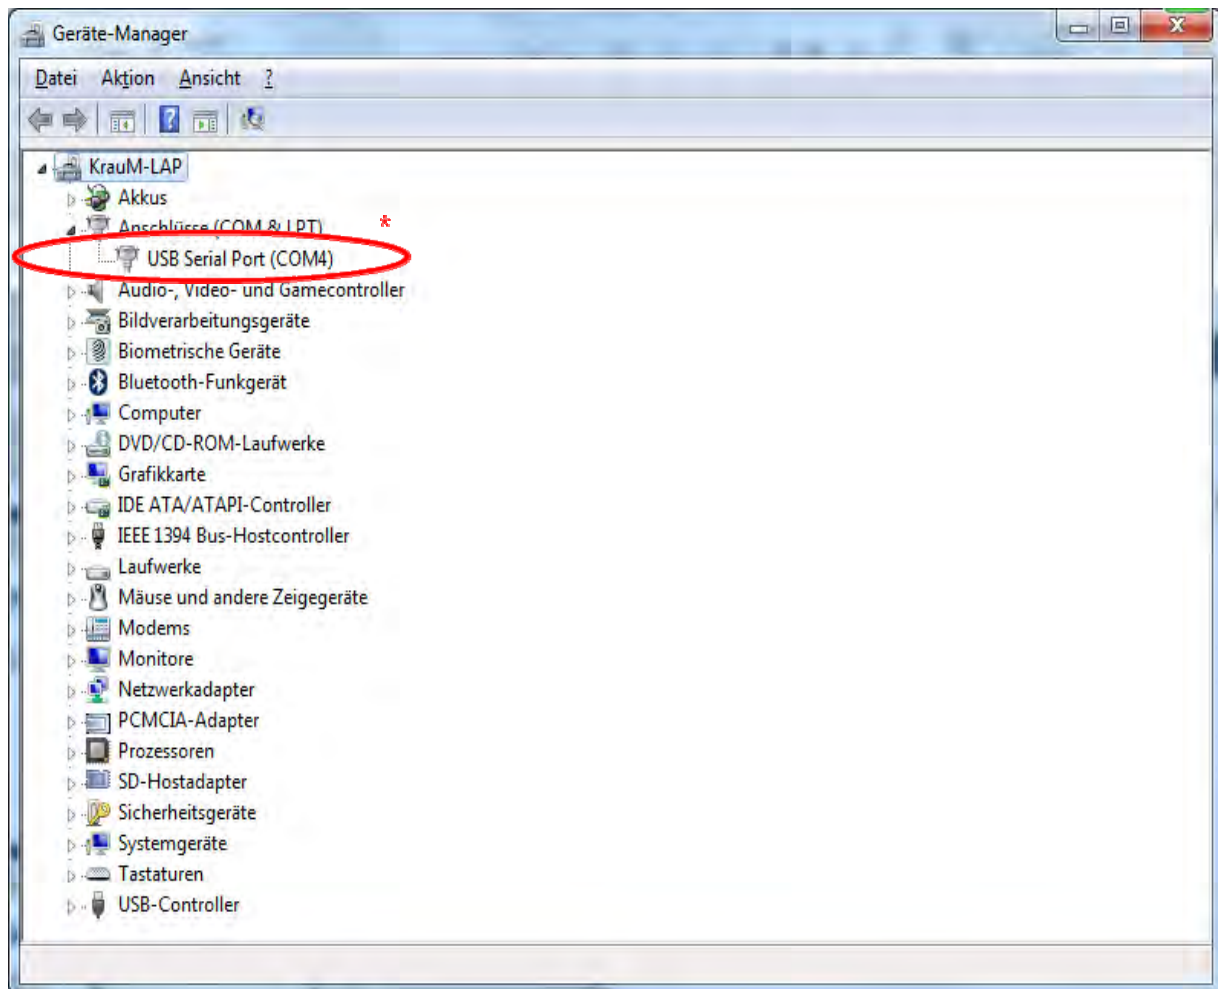 Geräte-Manager
Datei Aktion Ansicht ?
KrauM-LAP
Akkus
Anschlüsse (COM & LPT) *
USB Serial Port (COM4)
Audio-, Video- und Gamecontroller
Bildverarbeitungsgeräte
Biometrische Geräte
Bluetooth-Funkgerät
Computer
DVD/CD-ROM-Laufwerke
Grafikkarte
IDE ATA/ATAPI-Controller
IEEE 1394 Bus-Hostcontroller
Laufwerke
Mäuse und andere Zeigegeräte
Modems
Monitore
Netzwerkadapter
PCMCIA-Adapter
Prozessoren
SD-Hostadapter
Sicherheitsgeräte
Systemgeräte
Tastaturen
USB-Controller